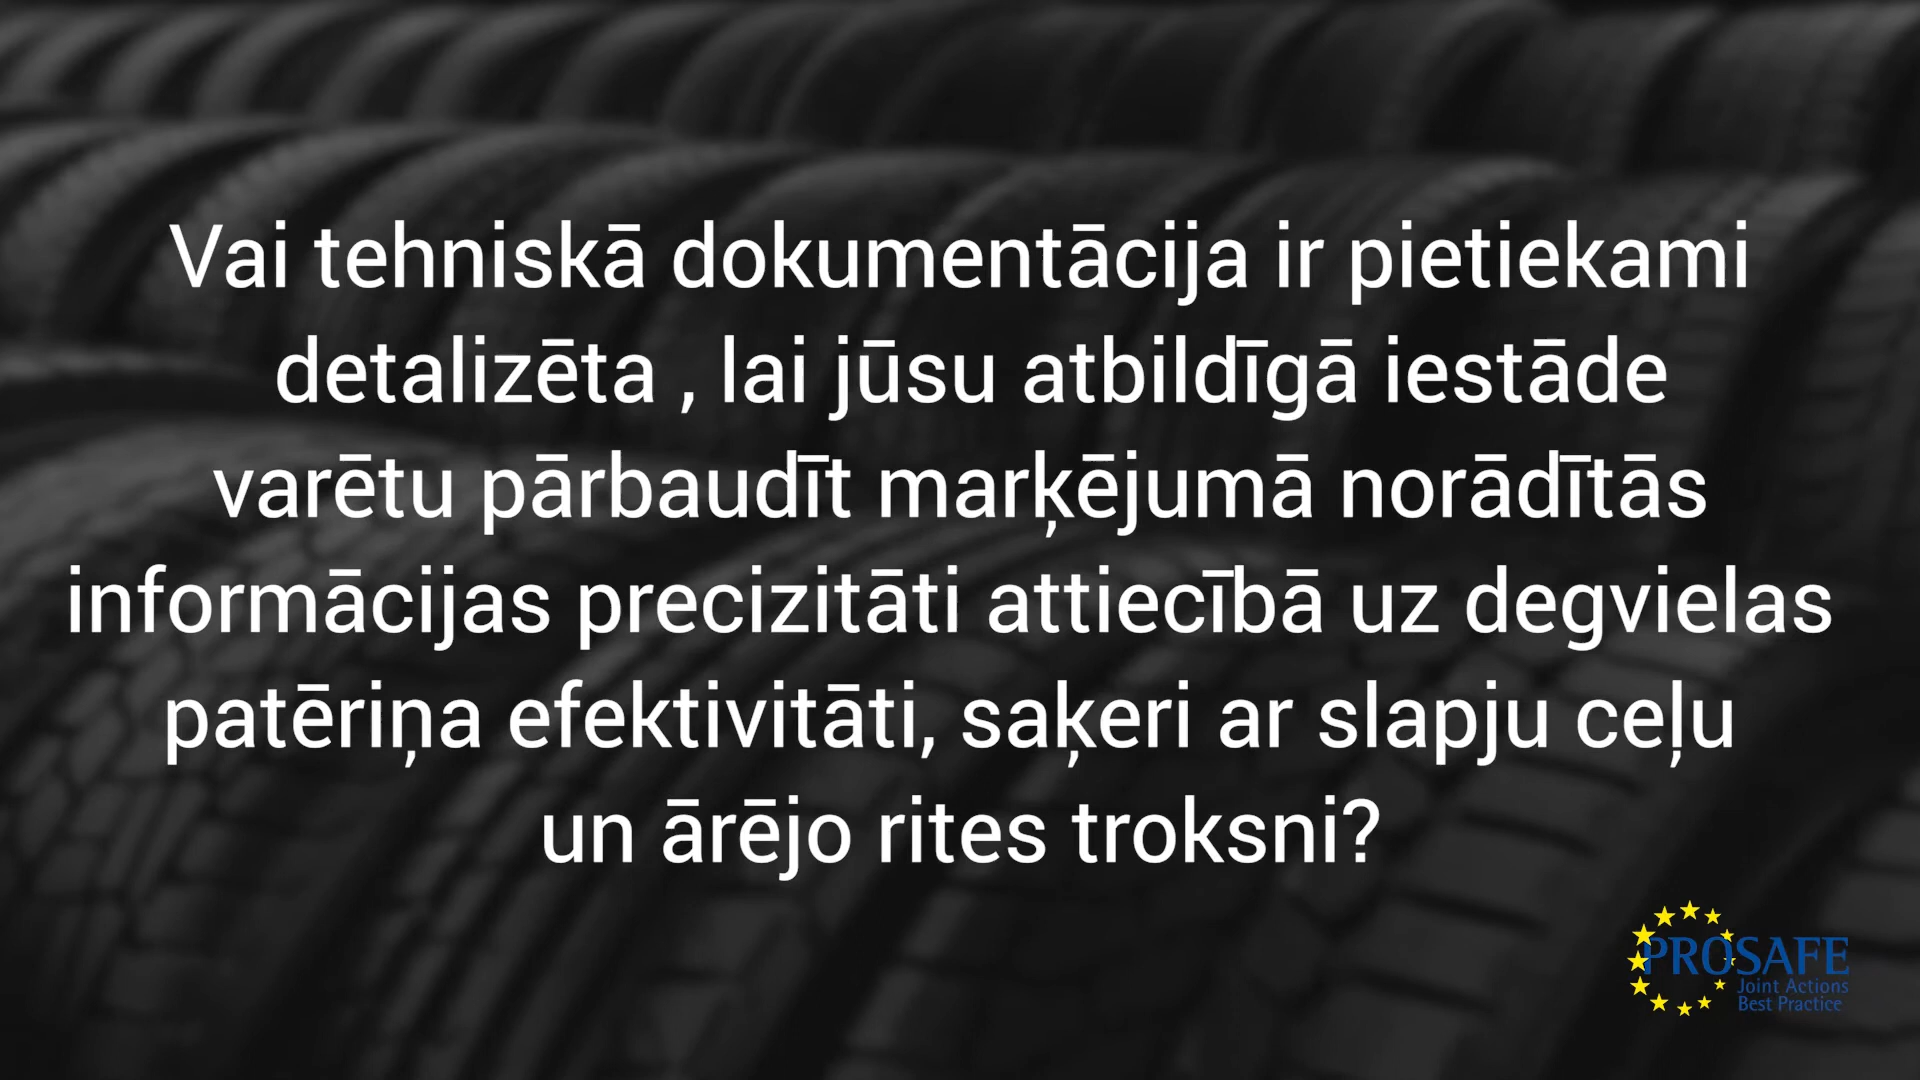 Vai tehniskā dokumentācija ir pietiekami
detalizēta , lai jūsu atbildīgā iestāde
varētu pārbaudīt marķējumā norādītās
informācijas precizitāti attiecībā uz degvielas
patēriņa efektivitāti, saķeri ar slapju ceļu
un ārējo rites troksni?
PROSAFE
Joint Actions
Best Practice